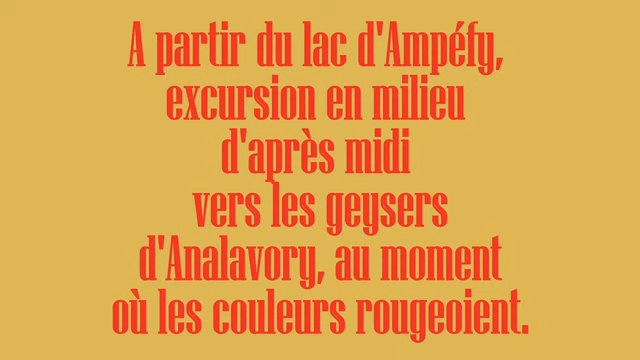 A partir du lac d'Ampéfy,
excursion en milieu
d'après midi
vers les geysers
d'Analavory, au moment
où les couleurs rougeoient.